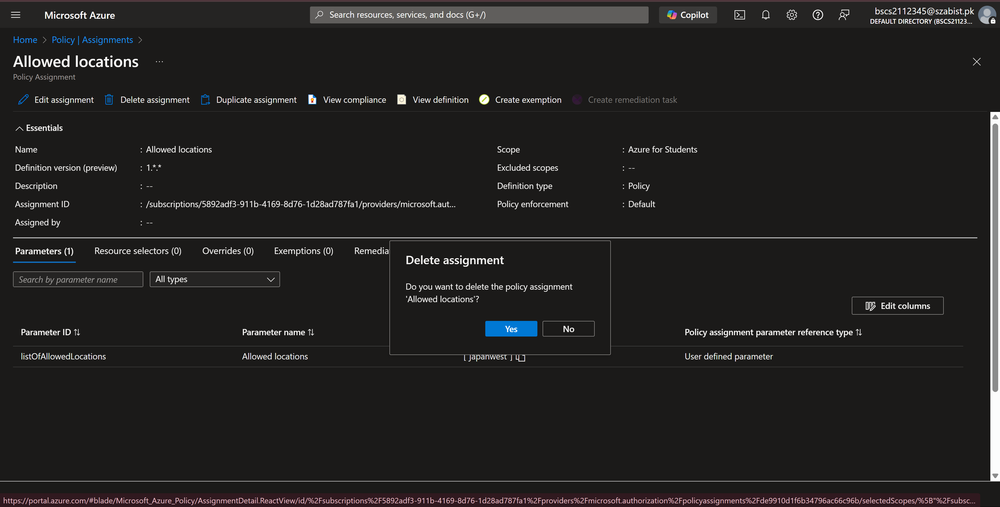 Microsoft Azure
Search resources, services, and docs (G+/)
Copilot
bscs2112345@szabist.pk
DEFAULT DIRECTORY (BSCS21123...
Home > Policy | Assignments >
Allowed locations ...
Policy Assignment
Edit assignment Delete assignment Duplicate assignment View compliance View definition Create exemption Create remediation task
Essentials
Name : Allowed locations
Scope : Azure for Students
Definition version (preview) : 1.*.*
Excluded scopes : --
Description : --
Definition type : Policy
Assignment ID : /subscriptions/5892adf3-911b-4169-8d76-1d28ad787fa1/providers/microsoft.aut...
Policy enforcement : Default
Assigned by : --
Parameters (1) Resource selectors (0) Overrides (0) Exemptions (0) Remedia
Search by parameter name
All types
Delete assignment
Do you want to delete the policy assignment
'Allowed locations'?
Yes No
Edit columns
Parameter ID Parameter name Policy assignment parameter reference type
listOfAllowedLocations Allowed locations [ japanwest ] User defined parameter
https://portal.azure.com/#blade/Microsoft_Azure_Policy/AssignmentDetail.ReactView/id/%2Fsubscriptions%2F5892adf3-911b-4169-8d76-1d28ad787fa1%2Fproviders%2Fmicrosoft.authorization%2Fpolicyassignments%2Fde9910d1f6b34796ac66c96b/selectedScopes/%5B"%2Fsubsc...